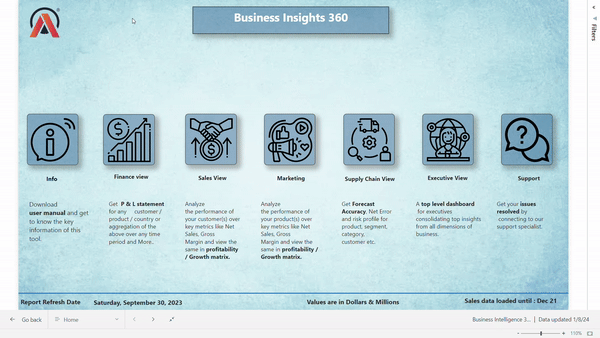 Business Insights 360
Filters
Info
Finance view
Sales View
Marketing
Supply Chain View
Executive View
Support
Download
user manual and get
to know the key
information of this
tool.
Get P & L statement
for any customer /
product / country or
aggregation of the
above over any time
period and More..
Analyze
the performance of
your customer(s) over
key metrics like Net
Sales, Gross
Margin and view the
same in profitability
/ Growth matrix.
Analyze
the performance of
your product(s) over
key metrics like Net
Sales, Gross
Margin and view the
same in profitability
/ Growth matrix.
Get Forecast
Accuracy, Net Error
and risk profile for
product, segment,
category,
customer etc.
A top level dashboard
for executives
consolidating top insights
from all dimensions of
business.
Get your issues
resolved by
connecting to our
support specialist.
Report Refresh Date
Saturday, September 30, 2023
Values are in Dollars & Millions
Sales data loaded until : Dec 21
Go back
Home
Business Intelligence 3... | Data updated 1/8/24
110%